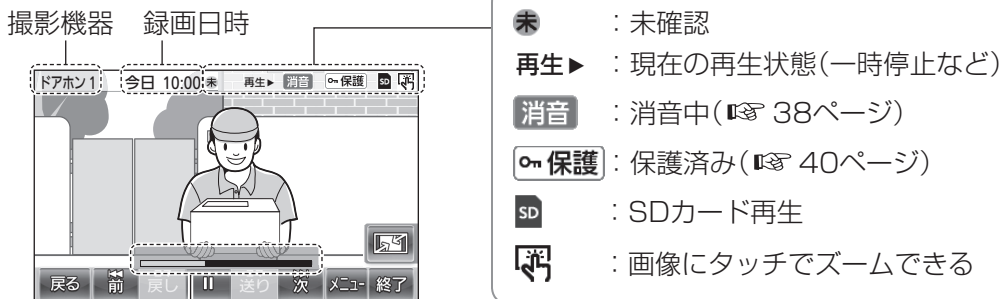 撮影機器 録画日時
ドアホン1 今日 10:00 未 再生▶ 消音 保護 SD
戻る 前 戻し II 送り 次 メニュー 終了
未 :未確認
再生▶ :現在の再生状態(一時停止など)
消音 :消音中(☞ 38ページ)
保護 :保護済み(☞ 40ページ)
SD :SDカード再生
:画像にタッチでズームできる